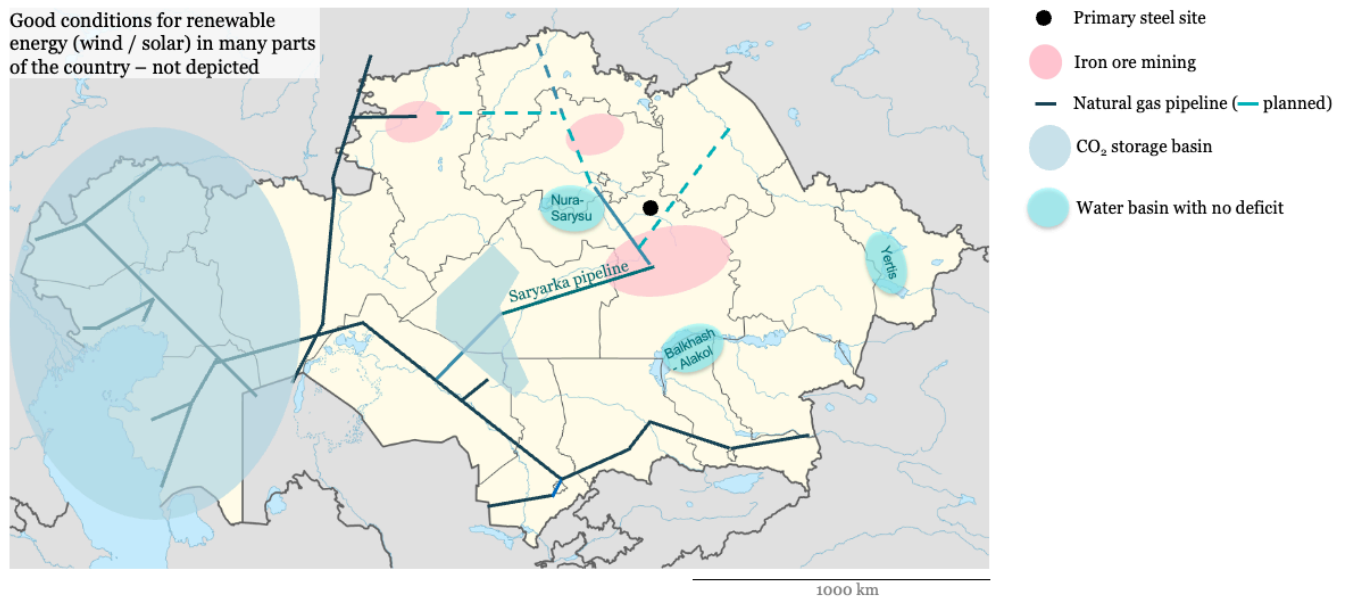 Good conditions for renewable
energy (wind / solar) in many parts
of the country – not depicted
Primary steel site
Iron ore mining
Natural gas pipeline ( planned)
CO₂ storage basin
Water basin with no deficit
Nura-
Sarysu
Yertis
Saryarka pipeline
Balkhash
- Alakol
1000 km